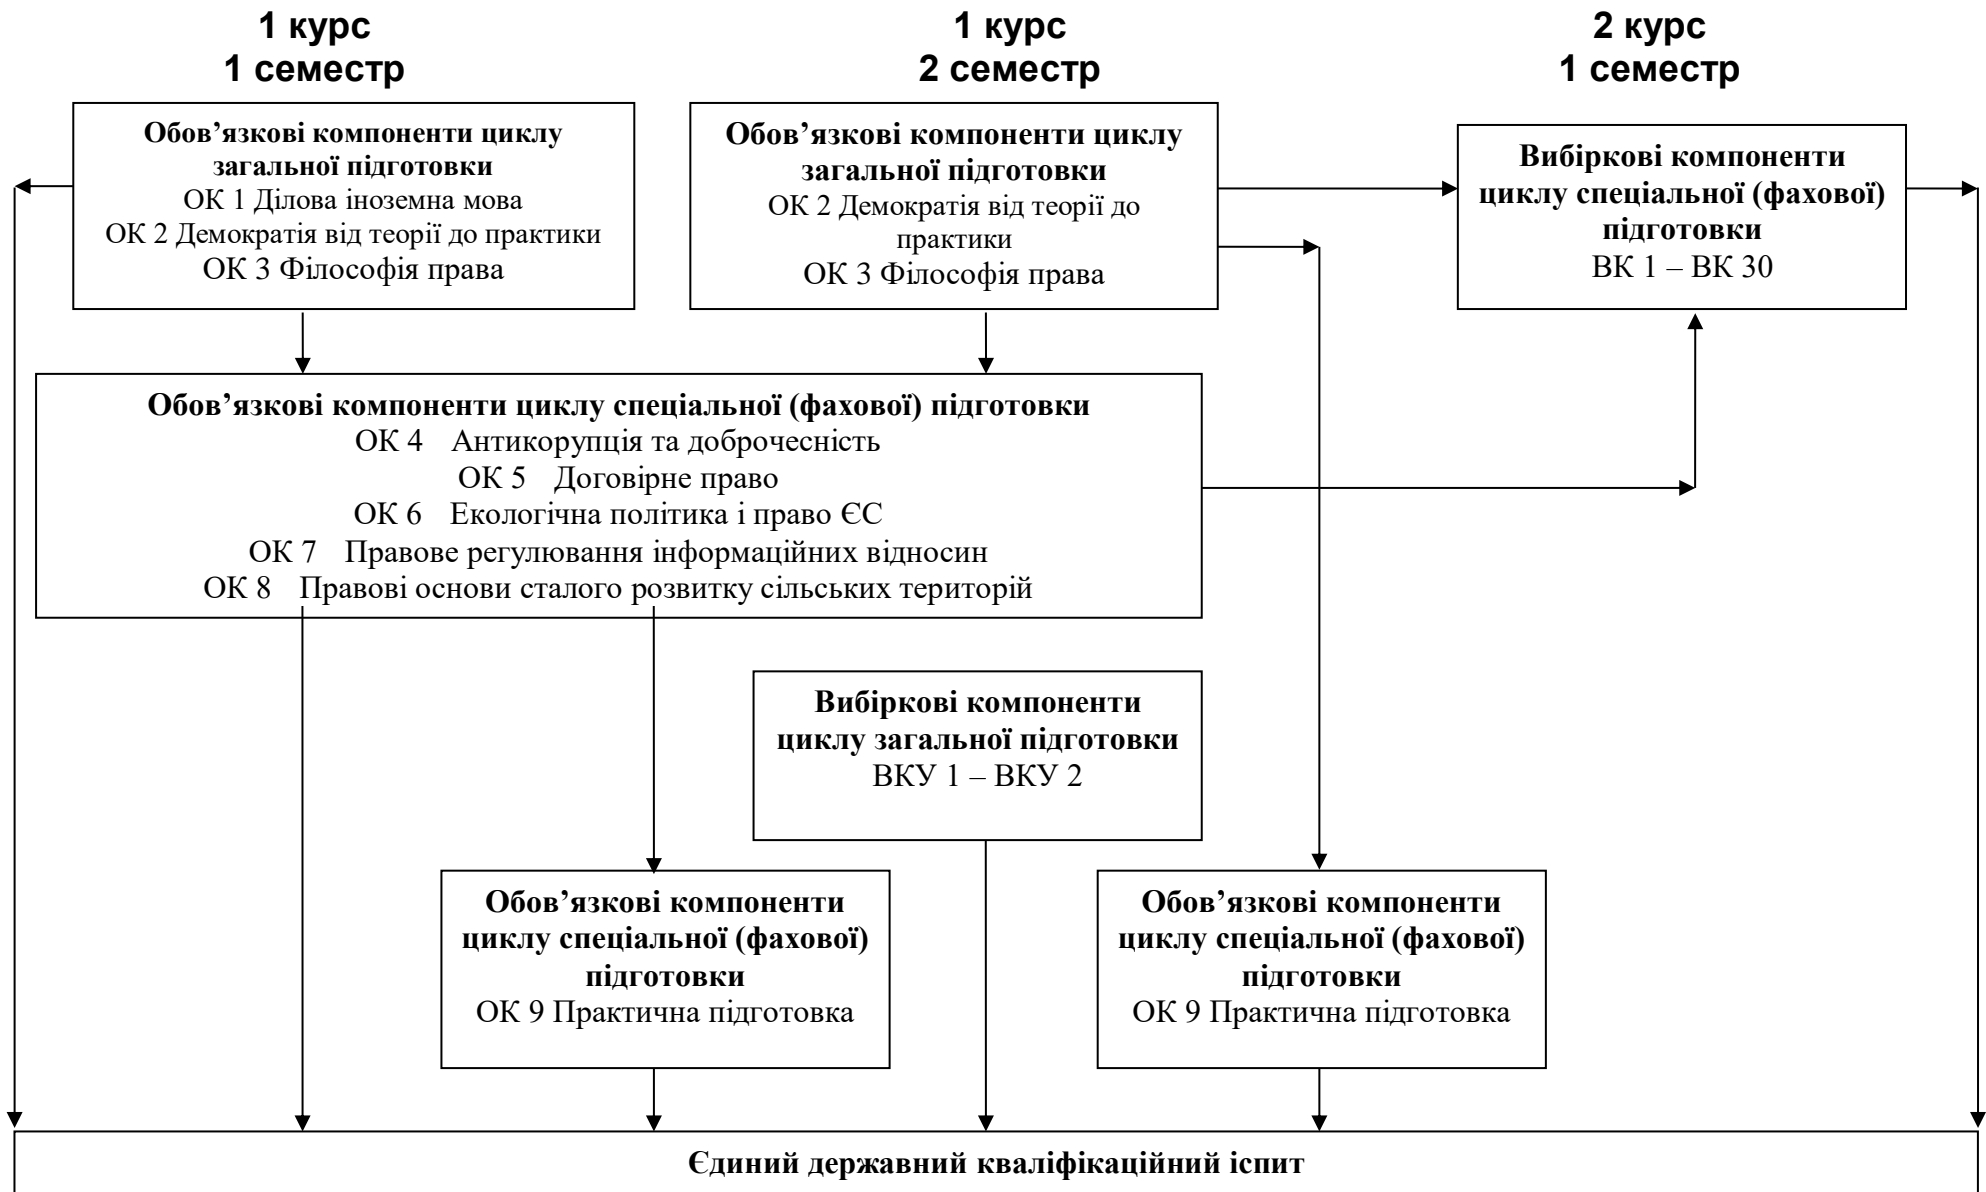 1 курс
1 семестр
1 курс
2 семестр
2 курс
1 семестр
Обов’язкові компоненти циклу
загальної підготовки
ОК 1 Ділова іноземна мова
ОК 2 Демократія від теорії до практики
ОК 3 Філософія права
Обов’язкові компоненти циклу
загальної підготовки
ОК 2 Демократія від теорії до
практики
ОК 3 Філософія права
Вибіркові компоненти
циклу спеціальної (фахової)
підготовки
ВК 1 – ВК 30
Обов’язкові компоненти циклу спеціальної (фахової) підготовки
ОК 4 Антикорупція та доброчесність
ОК 5 Договірне право
ОК 6 Екологічна політика і право ЄС
ОК 7 Правове регулювання інформаційних відносин
ОК 8 Правові основи сталого розвитку сільських територій
Вибіркові компоненти
циклу загальної підготовки
ВКУ 1 – ВКУ 2
Обов’язкові компоненти
циклу спеціальної (фахової)
підготовки
ОК 9 Практична підготовка
Обов’язкові компоненти
циклу спеціальної (фахової)
підготовки
ОК 9 Практична підготовка
Єдиний державний кваліфікаційний іспит